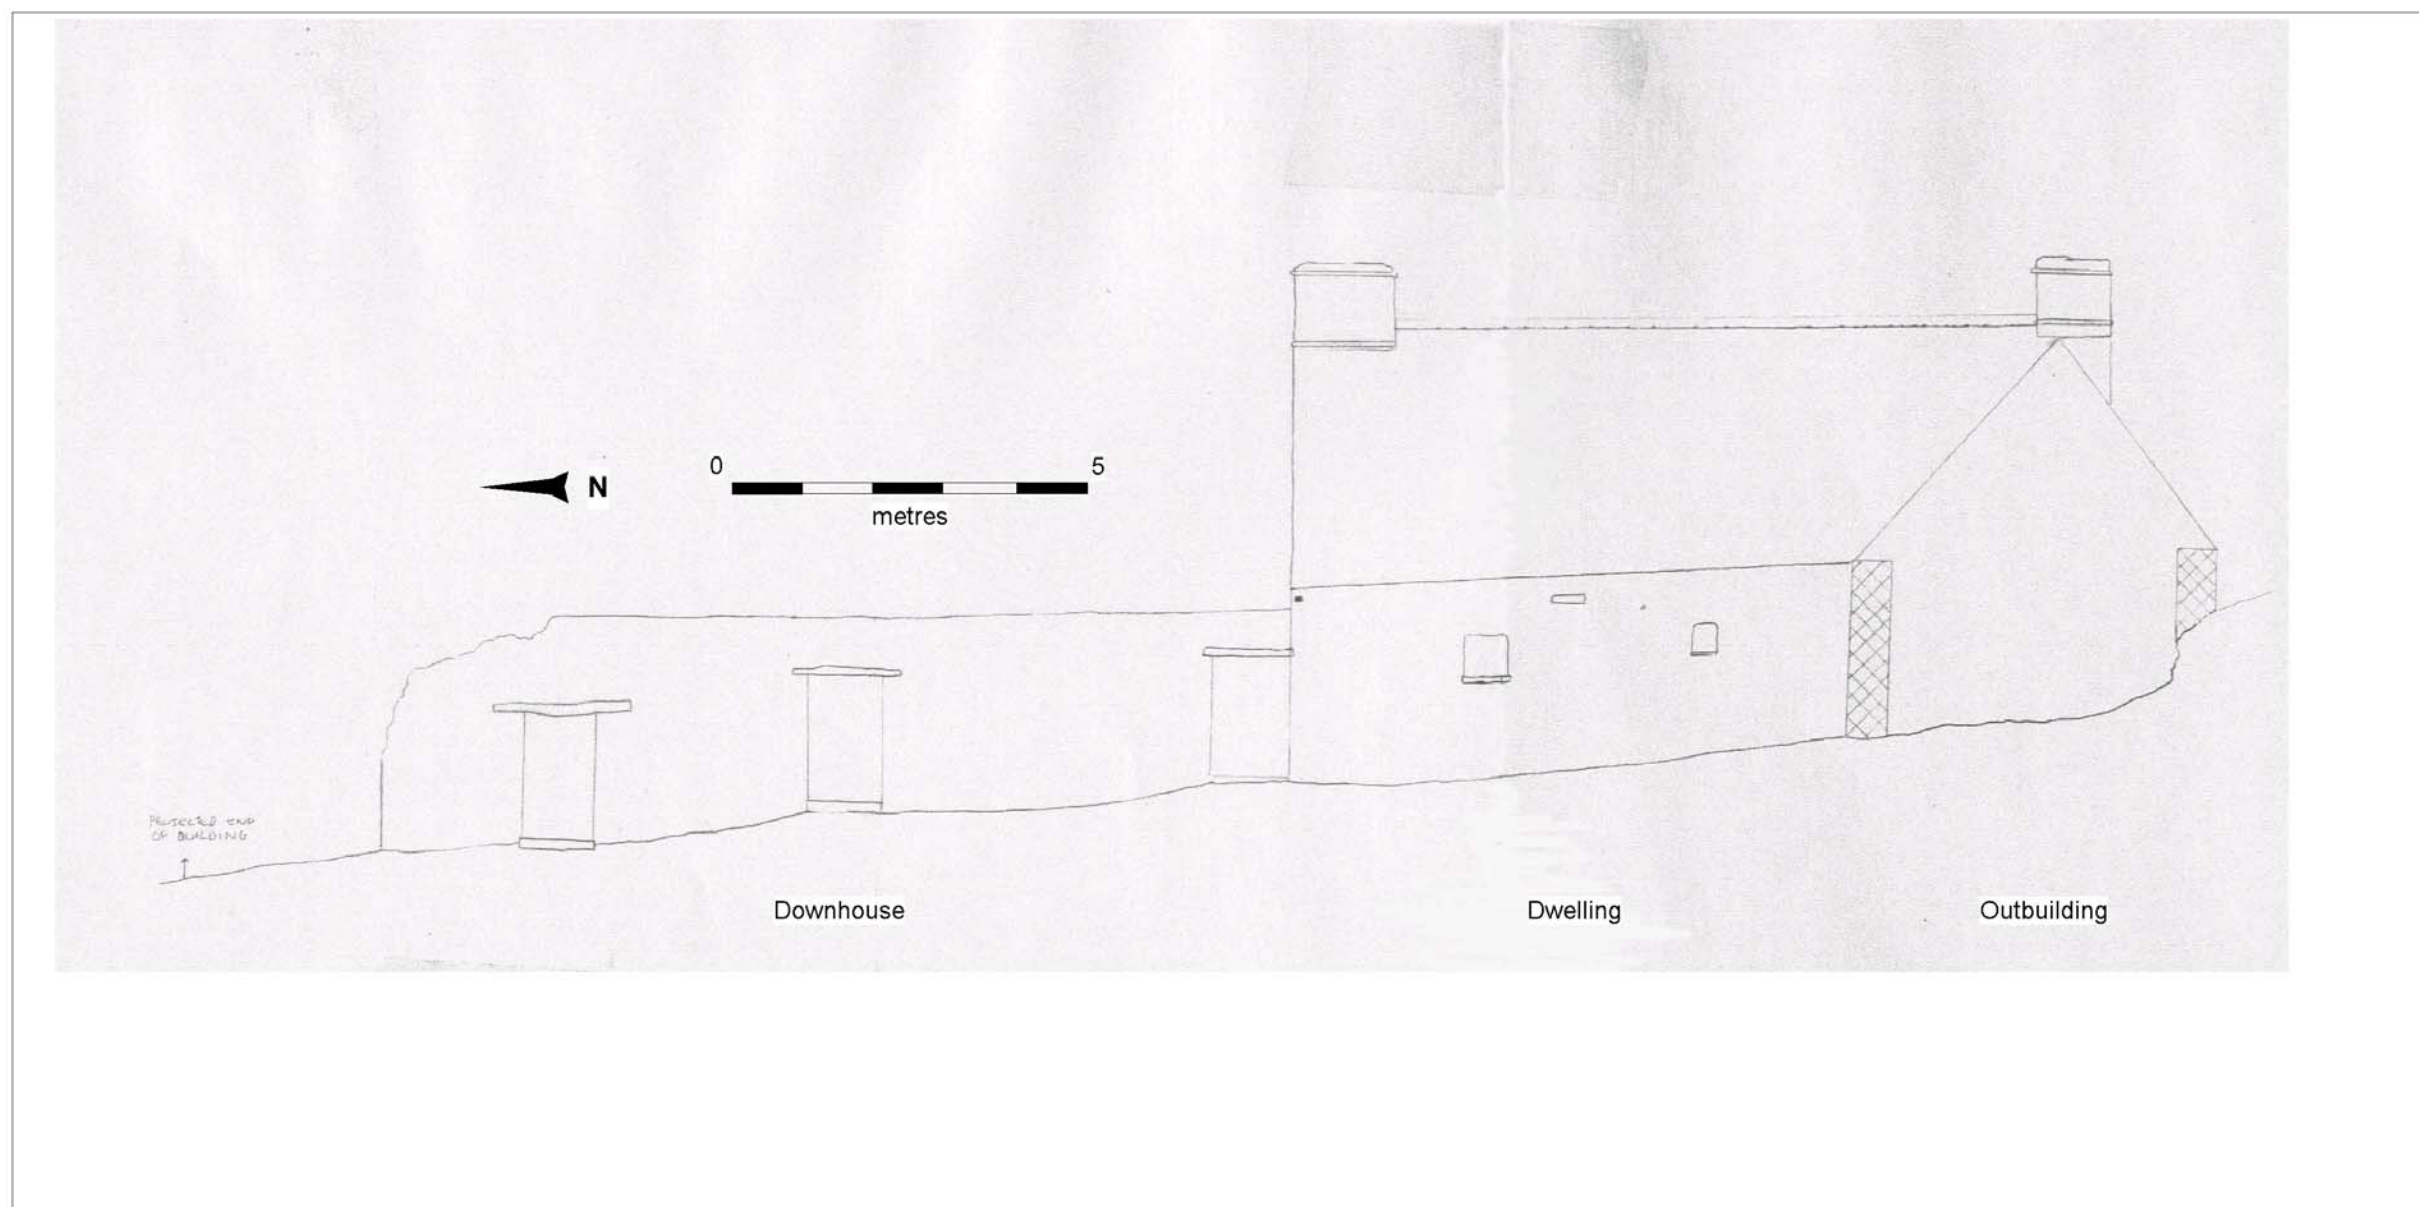 0 5
N
metres
PROJECTED END
OF BUILDING
Downhouse Dwelling Outbuilding